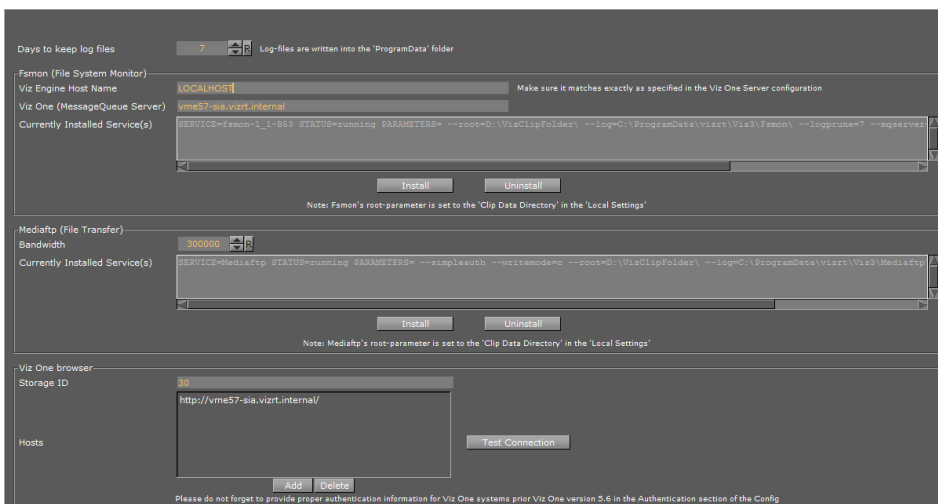 Days to keep log files 7 R Log-files are written into the 'ProgramData' folder
Fsmon (File System Monitor)
Viz Engine Host Name LOCALHOST Make sure it matches exactly as specified in the Viz One Server configuration
Viz One (MessageQueue Server) vme57-sia.vizrt.internal
Currently Installed Service(s) SERVICE=fsmon-1_1-B63 STATUS=running PARAMETERS= --root=D:\VizClipFolder\ --log=C:\ProgramData\vizrt\Viz3\Fsmon\ --logprune=7 --mqserver
Install Uninstall
Note: Fsmon's root-parameter is set to the 'Clip Data Directory' in the 'Local Settings'
Mediaftp (File Transfer)
Bandwidth 300000 R
Currently Installed Service(s) SERVICE=Mediaftp STATUS=running PARAMETERS= --simpleauth --writemode=c --root=D:\VizClipFolder\ --log=C:\ProgramData\vizrt\Viz3\Mediaftp
Install Uninstall
Note: Mediaftp's root-parameter is set to the 'Clip Data Directory' in the 'Local Settings'
Viz One browser
Storage ID 30
http://vme57-sia.vizrt.internal/
Hosts Test Connection
Add Delete
Please do not forget to provide proper authentication information for Viz One systems prior Viz One version 5.6 in the Authentication section of the Config